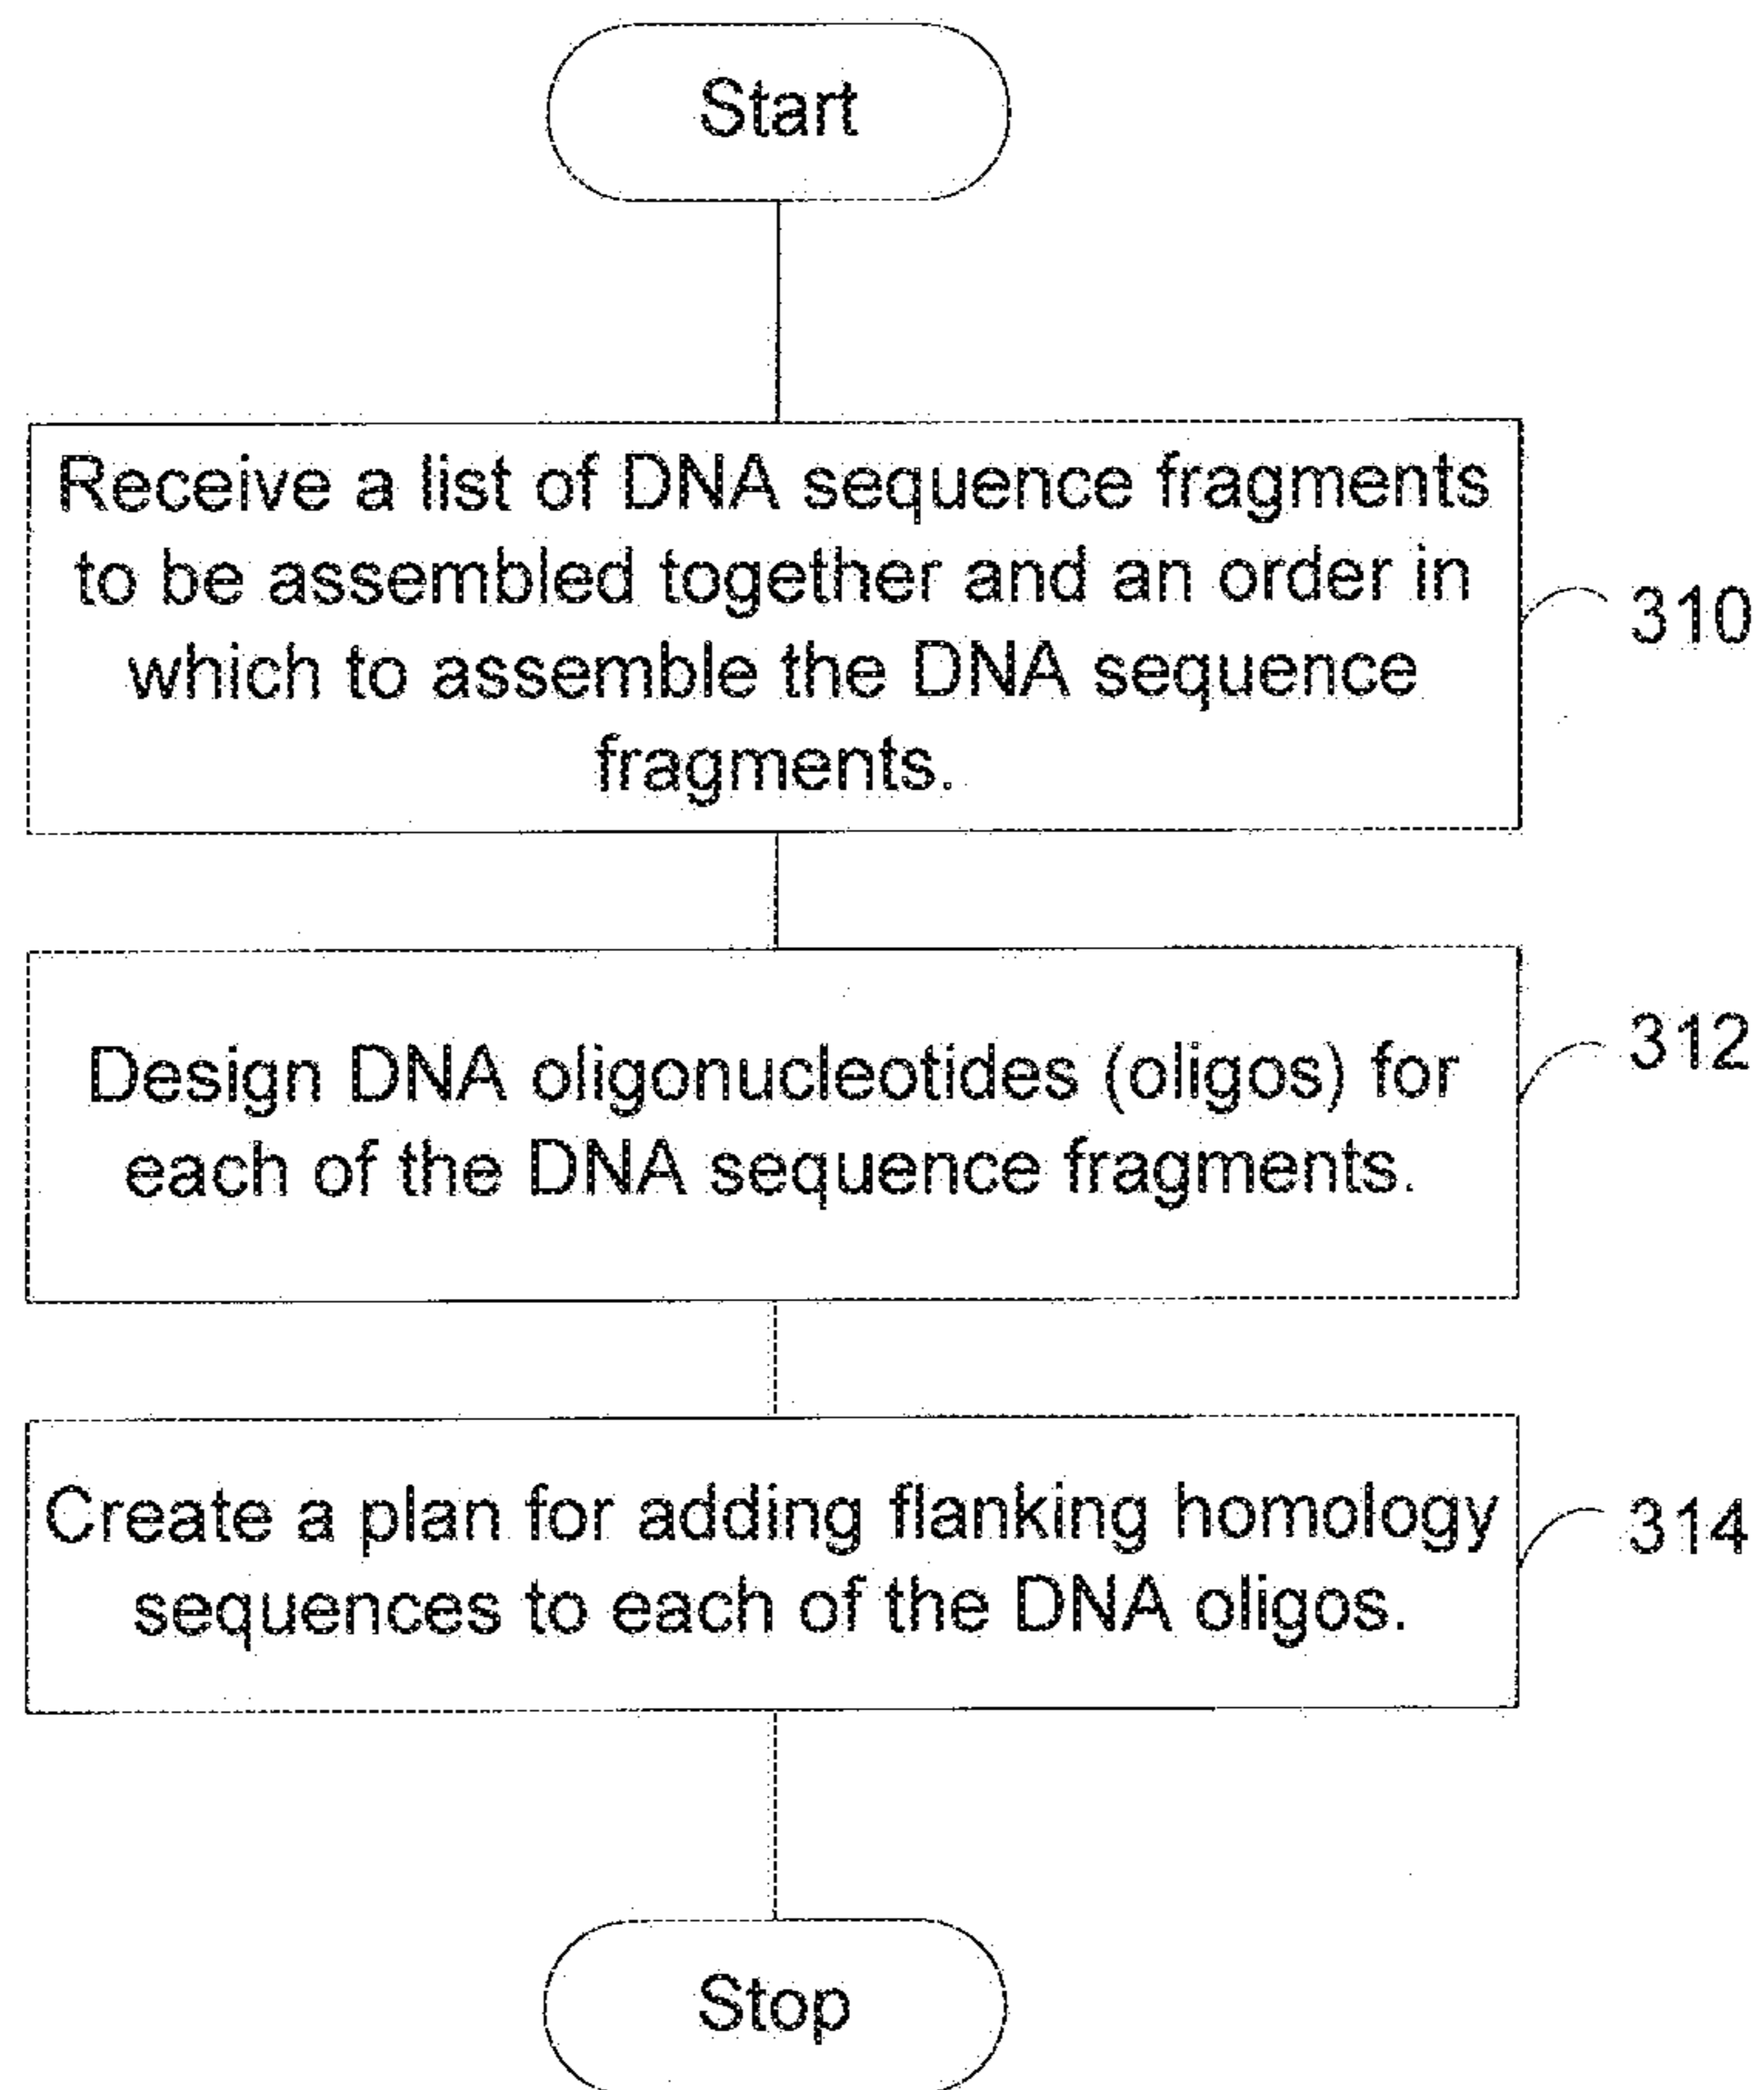 Start
Receive a list of DNA sequence fragments
to be assembled together and an order in
which to assemble the DNA sequence
fragments.
310
Design DNA oligonucleotides (oligos) for
each of the DNA sequence fragments.
312
Create a plan for adding flanking homology
sequences to each of the DNA oligos.
314
Stop